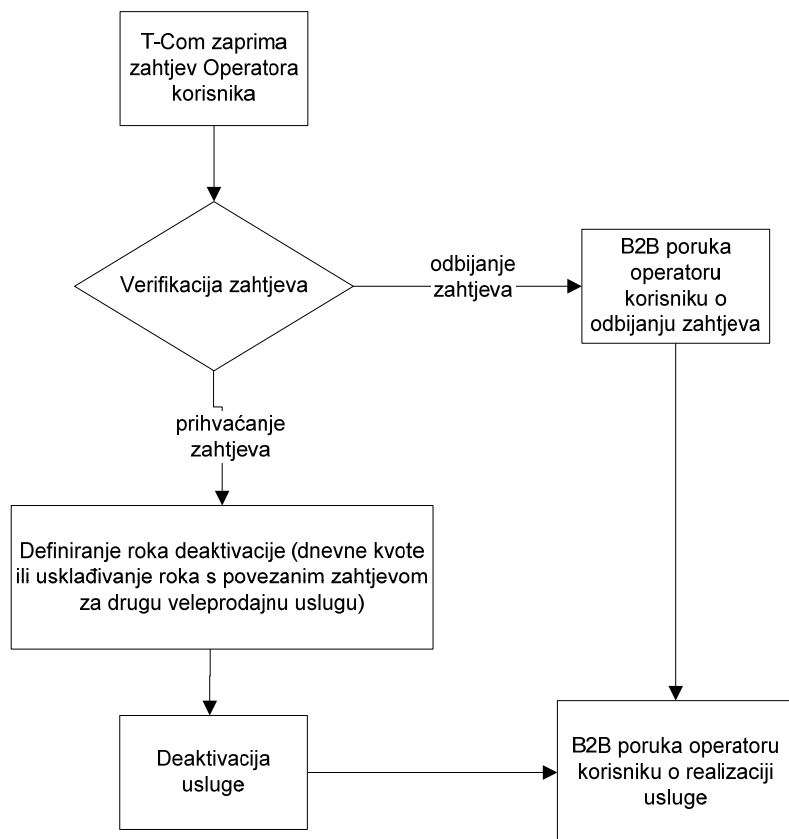 T-Com zaprima
zahtjev Operatora
korisnika
Verifikacija zahtjeva
odbijanje
zahtjeva
B2B poruka
operatoru
korisniku o
odbijanju zahtjeva
prihvaćanje
zahtjeva
Definiranje roka deaktivacije (dnevne kvote
ili usklađivanje roka s povezanim zahtjevom
za drugu veleprodajnu uslugu)
Deaktivacija
usluge
B2B poruka operatoru
korisniku o realizaciji
usluge